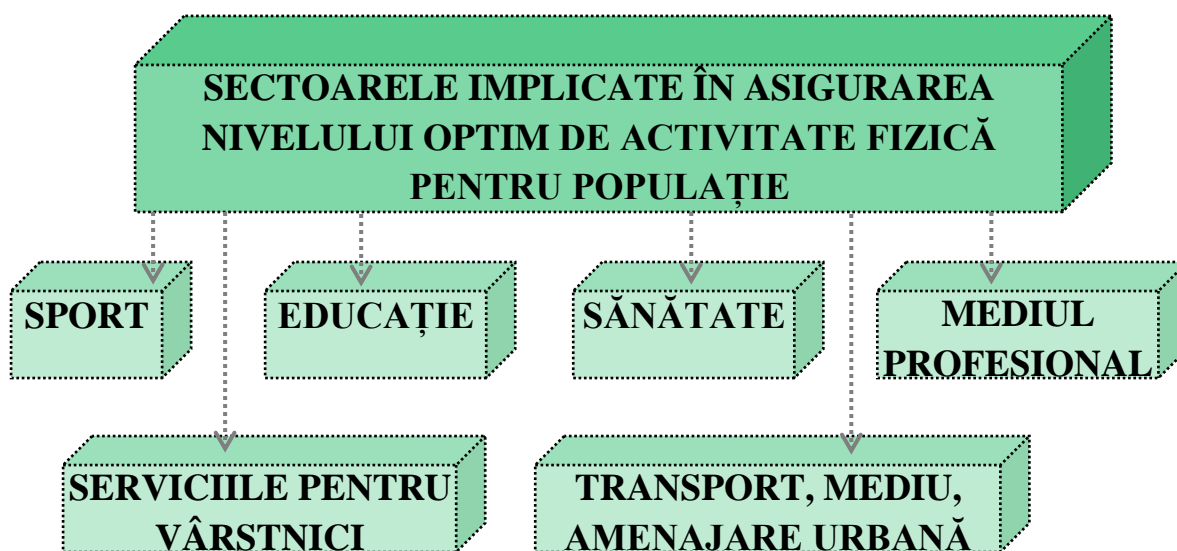 SECTOARELE IMPLICATE ÎN ASIGURAREA
NIVELULUI OPTIM DE ACTIVITATE FIZICĂ
PENTRU POPULAȚIE
SPORT
EDUCAȚIE
SĂNĂTATE
MEDIUL
PROFESIONAL
SERVICIILE PENTRU
VÂRSTNICI
TRANSPORT, MEDIU,
AMENAJARE URBANĂ